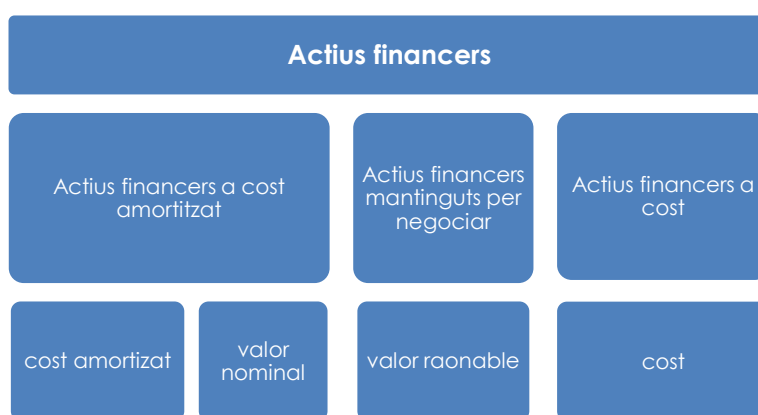 Actius financers
Actius financers a cost
amortitzat
Actius financers
mantinguts per
negociar
Actius financers a
cost
cost amortizat
valor
nominal
valor raonable
cost